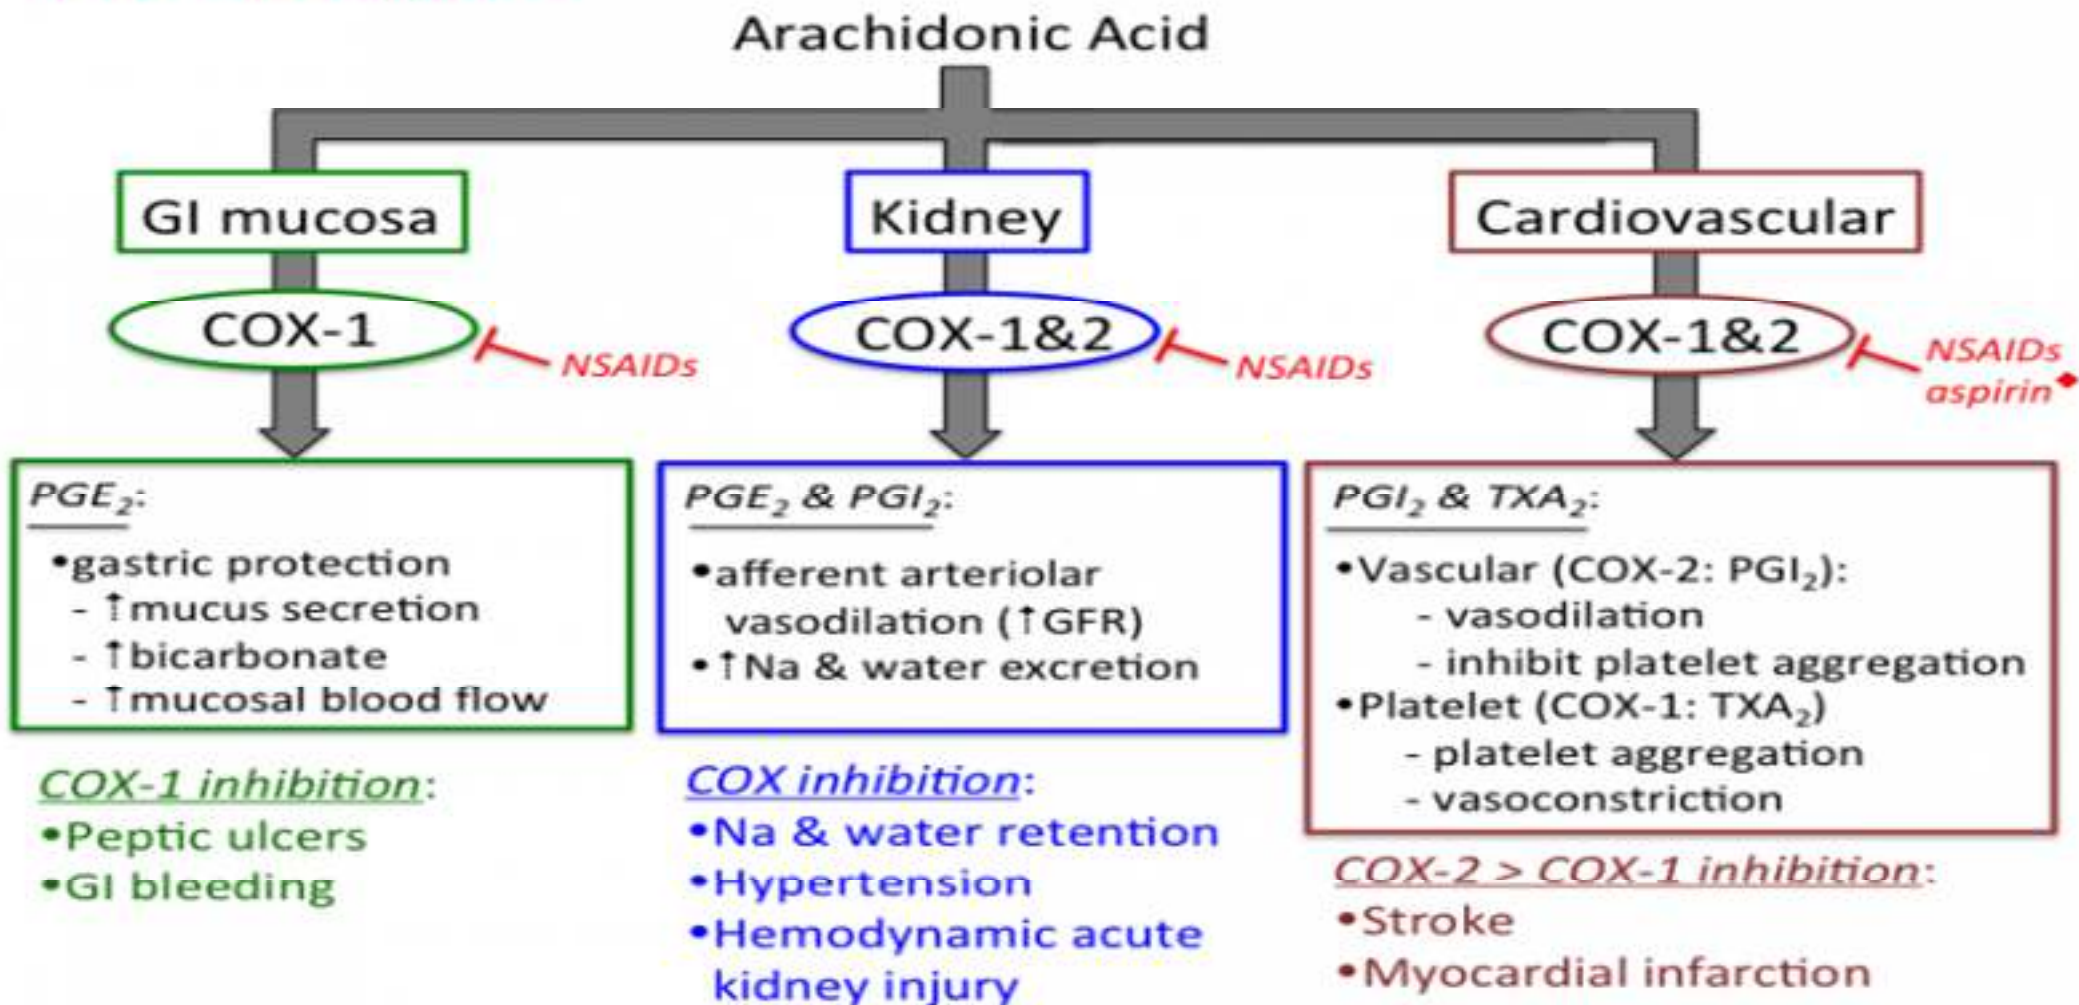 Arachidonic Acid
GI mucosa
COX-1
NSAIDs
PGE₂:
•gastric protection
- ↑mucus secretion
- ↑bicarbonate
- ↑mucosal blood flow
COX-1 inhibition:
•Peptic ulcers
•GI bleeding
Kidney
COX-1&2
NSAIDs
PGE₂ & PGI₂:
•afferent arteriolar
vasodilation (↑GFR)
•↑Na & water excretion
COX inhibition:
•Na & water retention
•Hypertension
•Hemodynamic acute
kidney injury
Cardiovascular
COX-1&2
NSAIDs
aspirin♦
PGI₂ & TXA₂:
•Vascular (COX-2: PGI₂):
- vasodilation
- inhibit platelet aggregation
•Platelet (COX-1: TXA₂)
- platelet aggregation
- vasoconstriction
COX-2 > COX-1 inhibition:
•Stroke
•Myocardial infarction